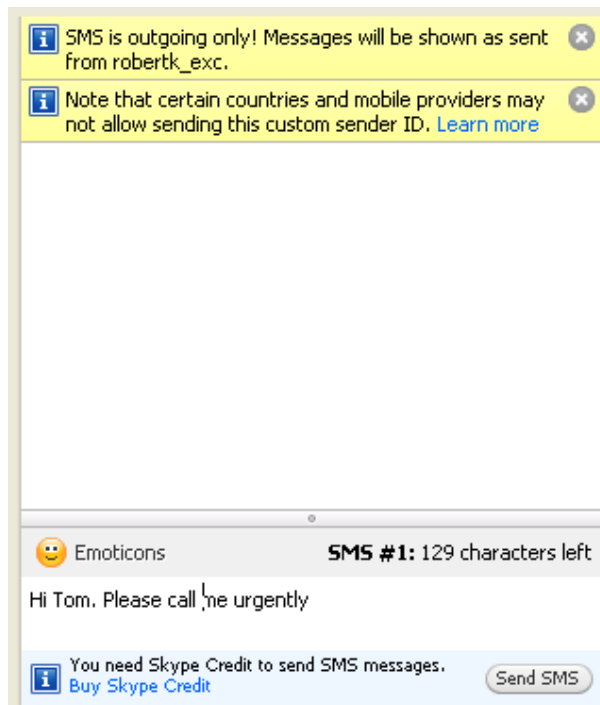 SMS is outgoing only! Messages will be shown as sent
from robertk_exc.
Note that certain countries and mobile providers may
not allow sending this custom sender ID. Learn more
Emoticons SMS #1: 129 characters left
Hi Tom. Please call me urgently
You need Skype Credit to send SMS messages.
Buy Skype Credit
Send SMS